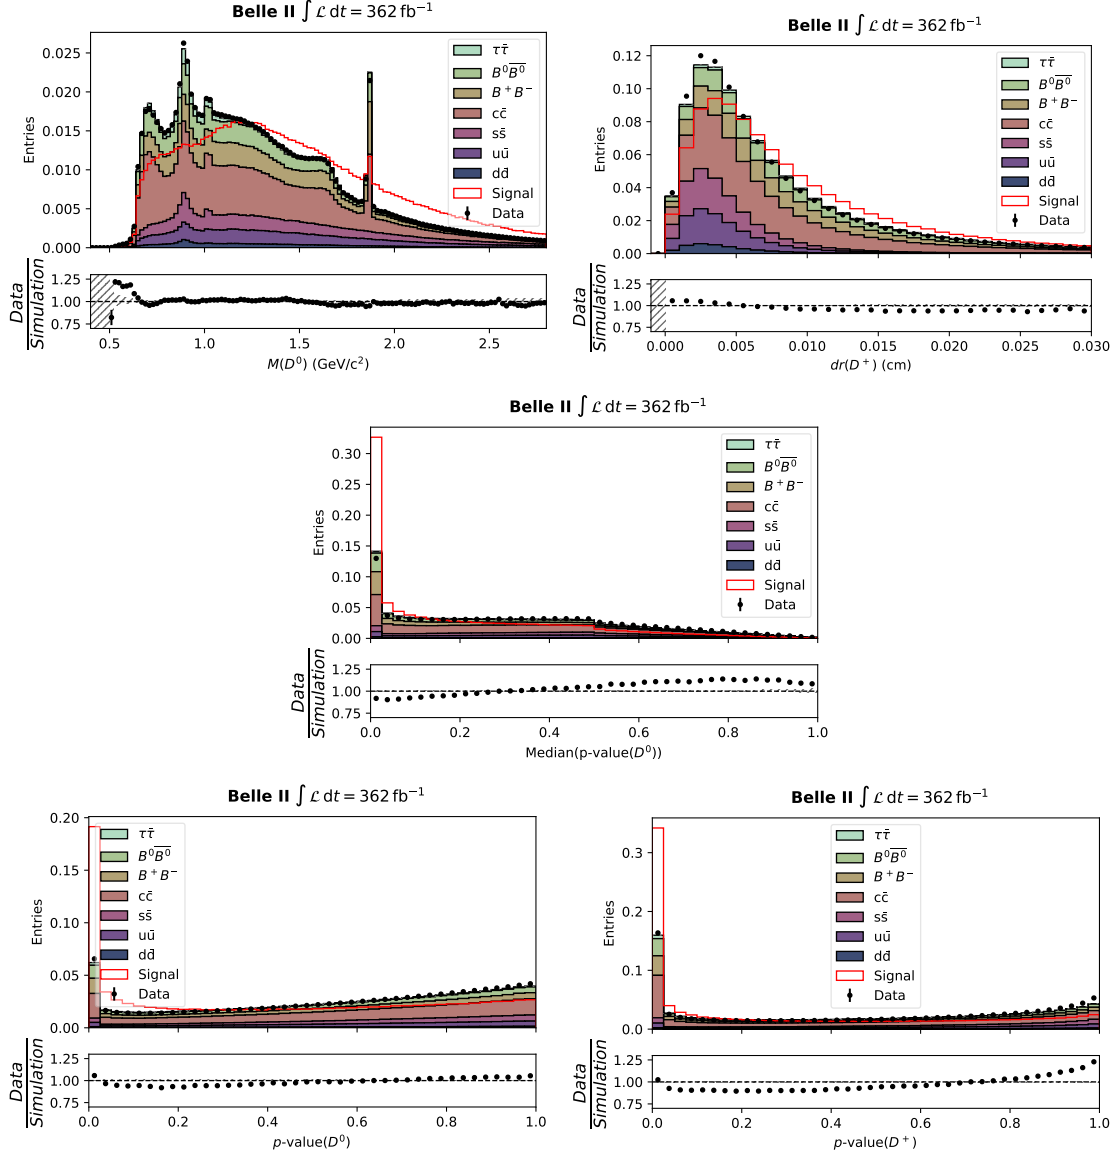 Belle II ∫ ℒ dt = 362 fb⁻¹
0.025
0.020
0.015
0.010
0.005
0.000
Entries
ττ̄
B⁰B̅⁰
B⁺B⁻
cc̄
ss̄
uū
dd̄
Signal
Data
1.25
1.00
0.75
Data
Simulation
0.5 1.0 1.5 2.0 2.5
M(D⁰) (GeV/c²)
Belle II ∫ ℒ dt = 362 fb⁻¹
0.12
0.10
0.08
0.06
0.04
0.02
0.00
Entries
ττ̄
B⁰B̅⁰
B⁺B⁻
cc̄
ss̄
uū
dd̄
Signal
Data
1.25
1.00
0.75
Data
Simulation
0.000 0.005 0.010 0.015 0.020 0.025 0.030
dr(D⁺) (cm)
Belle II ∫ ℒ dt = 362 fb⁻¹
0.30
0.25
0.20
0.15
0.10
0.05
0.00
Entries
ττ̄
B⁰B̅⁰
B⁺B⁻
cc̄
ss̄
uū
dd̄
Signal
Data
1.25
1.00
0.75
Data
Simulation
0.0 0.2 0.4 0.6 0.8 1.0
Median(p-value(D⁰))
Belle II ∫ ℒ dt = 362 fb⁻¹
0.20
0.15
0.10
0.05
0.00
Entries
ττ̄
B⁰B̅⁰
B⁺B⁻
cc̄
ss̄
uū
dd̄
Signal
Data
1.25
1.00
0.75
Data
Simulation
0.0 0.2 0.4 0.6 0.8 1.0
p-value(D⁰)
Belle II ∫ ℒ dt = 362 fb⁻¹
0.3
0.2
0.1
0.0
Entries
ττ̄
B⁰B̅⁰
B⁺B⁻
cc̄
ss̄
uū
dd̄
Signal
Data
1.25
1.00
0.75
Data
Simulation
0.0 0.2 0.4 0.6 0.8 1.0
p-value(D⁺)